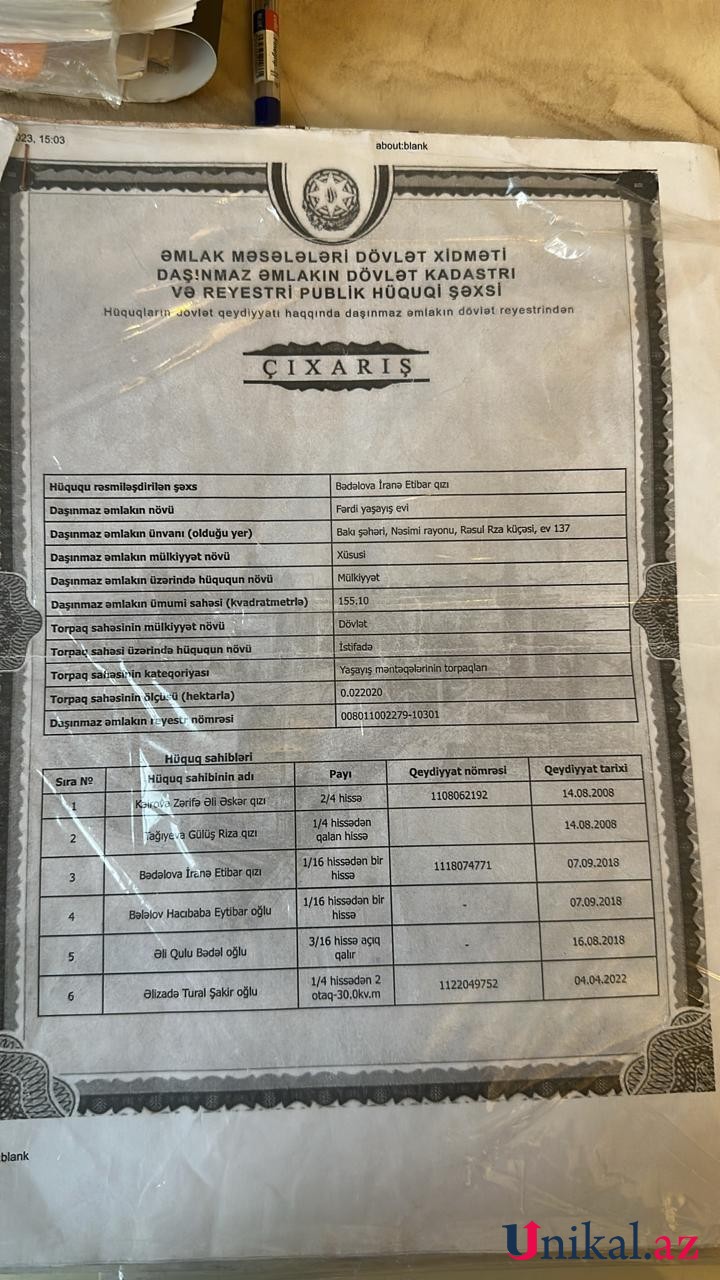 023, 15:03
about:blank
ƏMLAK MƏSƏLƏLƏRİ DÖVLƏT XİDMƏTİ
DAŞINMAZ ƏMLAKIN DÖVLƏT KADASTRI
VƏ REYESTRİ PUBLİK HÜQUQİ ŞƏXSİ
Hüquqların dövlət qeydiyyatı haqqında daşınmaz əmlakın dövlət reyestrindən
ÇIXARIŞ
Hüququ rəsmiləşdirilən şəxs Bədəlova İranə Etibar qızı
Daşınmaz əmlakın növü Fərdi yaşayış evi
Daşınmaz əmlakın ünvanı (olduğu yer) Bakı şəhəri, Nəsimi rayonu, Rəsul Rza küçəsi, ev 137
Daşınmaz əmlakın mülkiyyət növü Xüsusi
Daşınmaz əmlakın üzərində hüququn növü Mülkiyyət
Daşınmaz əmlakın ümumi sahəsi (kvadratmetrlə) 155.10
Torpaq sahəsinin mülkiyyət növü Dövlət
Torpaq sahəsi üzərində hüququn növü İstifadə
Torpaq sahəsinin kateqoriyası Yaşayış məntəqələrinin torpaqları
Torpaq sahəsinin ölçüsü (hektarla) 0.022020
Daşınmaz əmlakın reyestr nömrəsi 008011002279-10301
Hüquq sahibləri
Sıra № Hüquq sahibinin adı Payı Qeydiyyat nömrəsi Qeydiyyat tarixi
1 Zərifə Əli Əskər qızı 2/4 hissə 1108062192 14.08.2008
2 Tağıyeva Gülüş Riza qızı 1/4 hissədən
qalan hissə 14.08.2008
3 Bədəlova İranə Etibar qızı 1/16 hissədən bir
hissə 1118074771 07.09.2018
4 Bələlov Hacıbaba Eytibar oğlu 1/16 hissədən bir
hissə - 07.09.2018
5 Əli Qulu Bədəl oğlu 3/16 hissə açıq
qalır - 16.08.2018
6 Əlizadə Tural Şakir oğlu 1/4 hissədən 2
otaq-30,0kv.m 1122049752 04.04.2022
:blank
Unikal.az